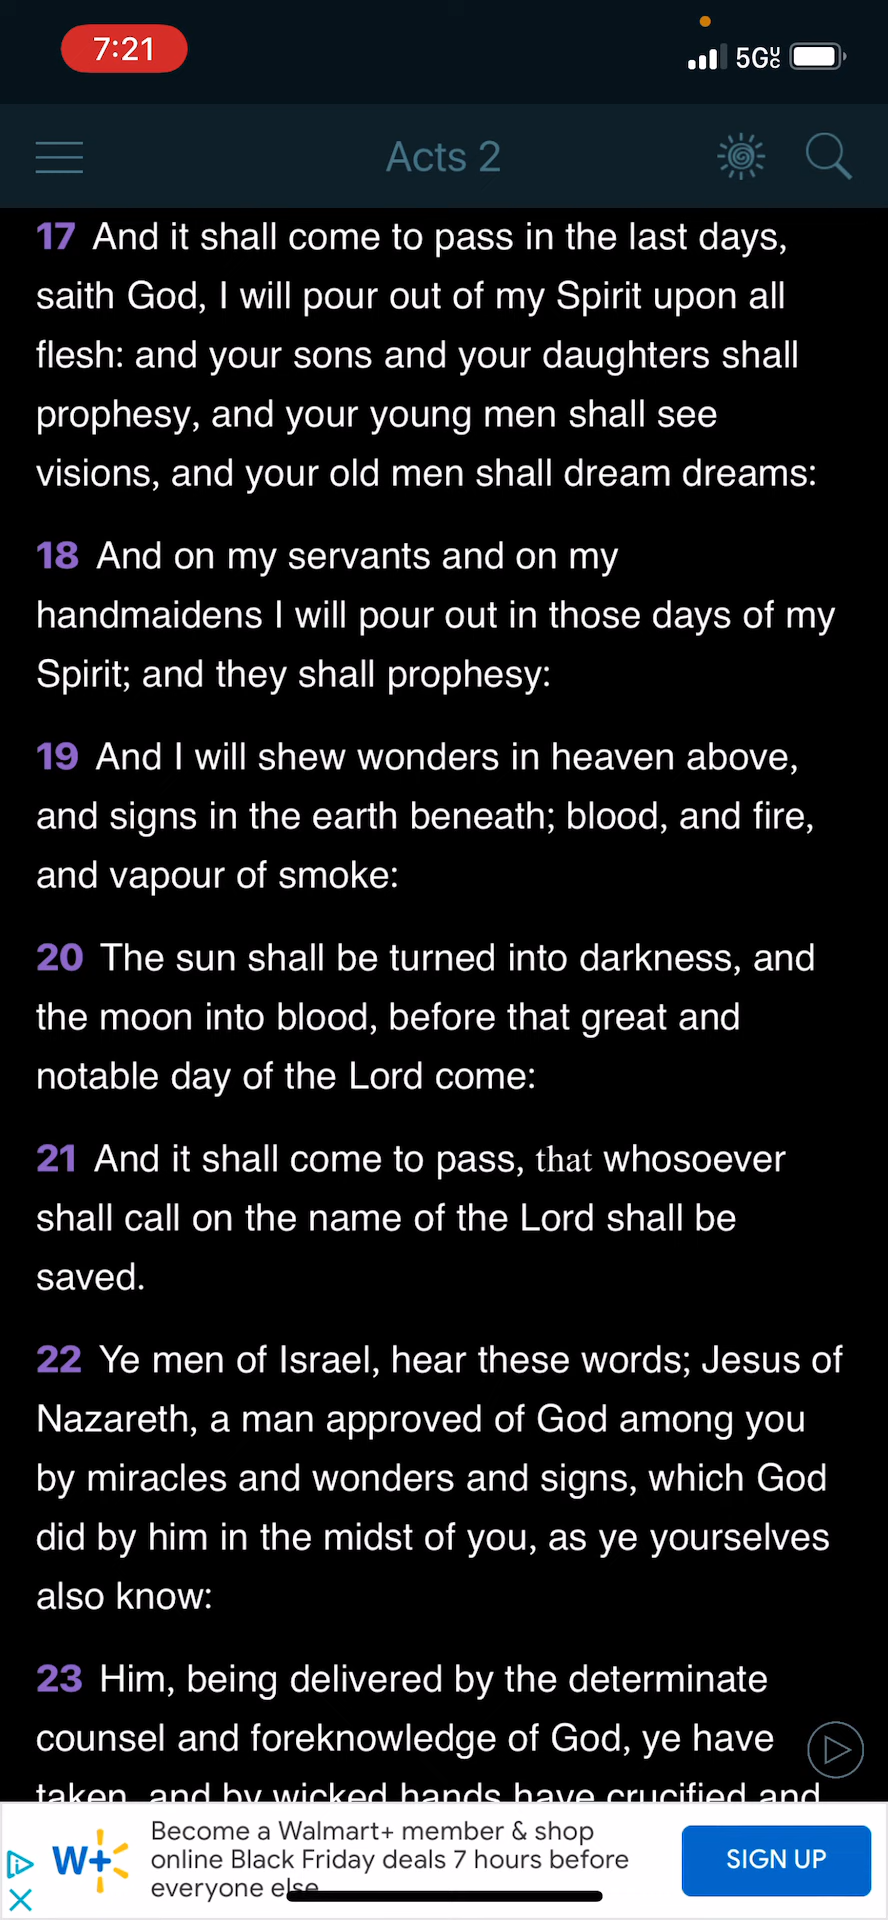 7:21
5GUC
Acts 2
17 And it shall come to pass in the last days,
saith God, I will pour out of my Spirit upon all
flesh: and your sons and your daughters shall
prophesy, and your young men shall see
visions, and your old men shall dream dreams:
18 And on my servants and on my
handmaidens I will pour out in those days of my
Spirit; and they shall prophesy:
19 And I will shew wonders in heaven above,
and signs in the earth beneath; blood, and fire,
and vapour of smoke:
20 The sun shall be turned into darkness, and
the moon into blood, before that great and
notable day of the Lord come:
21 And it shall come to pass, that whosoever
shall call on the name of the Lord shall be
saved.
22 Ye men of Israel, hear these words; Jesus of
Nazareth, a man approved of God among you
by miracles and wonders and signs, which God
did by him in the midst of you, as ye yourselves
also know:
23 Him, being delivered by the determinate
counsel and foreknowledge of God, ye have
taken, and by wicked hands have crucified and
W+
Become a Walmart+ member & shop
online Black Friday deals 7 hours before
everyone else
SIGN UP